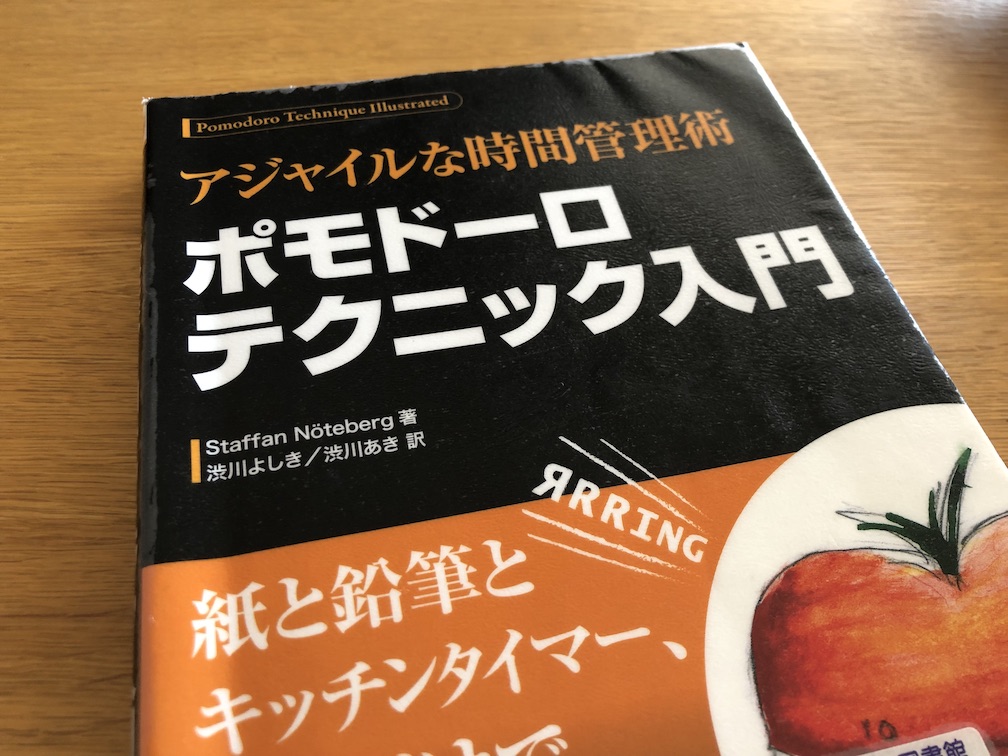 Pomodoro Technique Illustrated
アジャイルな時間管理術
ポモドーロ
テクニック入門
Staffan Nöteberg 著
渋川よしき／渋川あき 訳
RRRING
紙と鉛筆と
キッチンタイマー、
書館